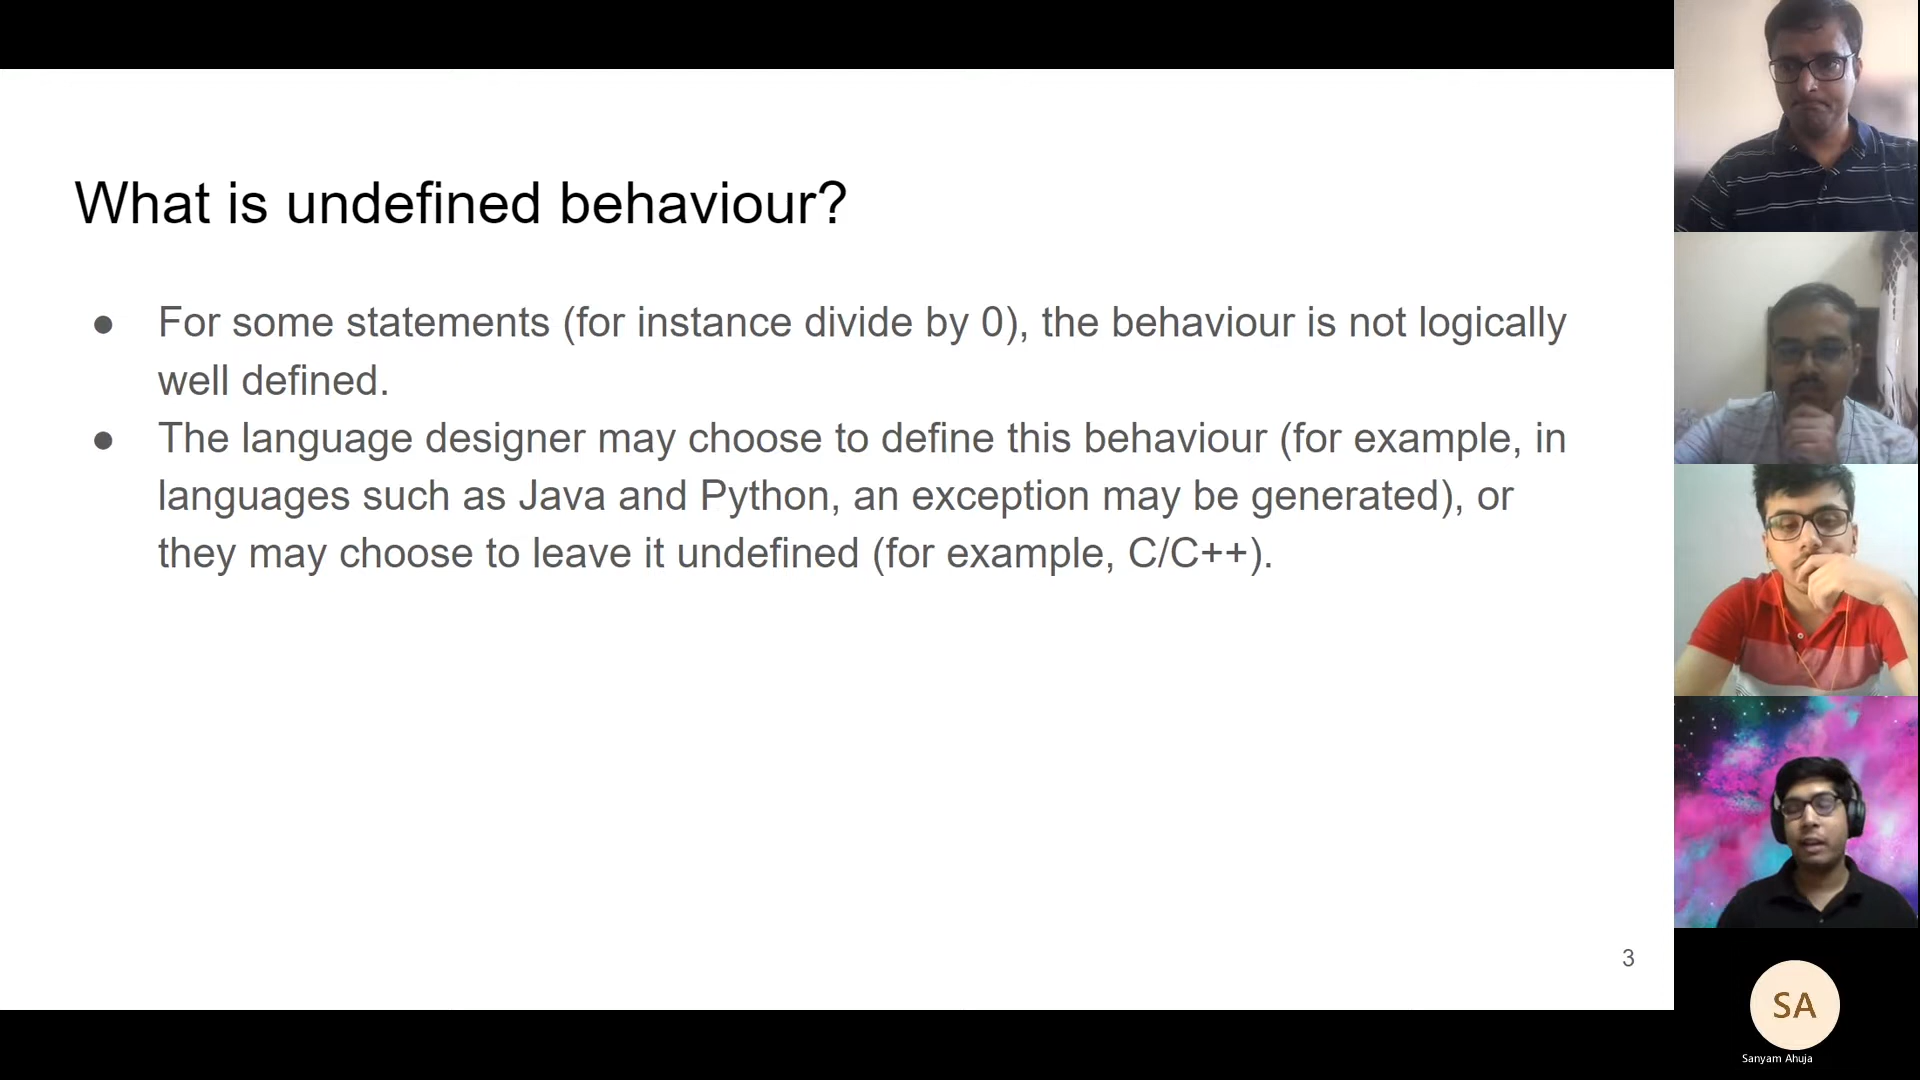 What is undefined behaviour?
● For some statements (for instance divide by 0), the behaviour is not logically
well defined.
● The language designer may choose to define this behaviour (for example, in
languages such as Java and Python, an exception may be generated), or
they may choose to leave it undefined (for example, C/C++).
3
SA
Sanyam Ahuja